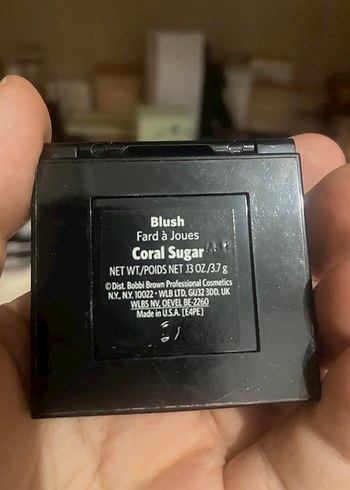 Blush
Fard à Joues
Coral Sugar
NET WT./POIDS NET .13 OZ./3.7 g
© Dist. Bobbi Brown Professional Cosmetics
N.Y., N.Y. 10022 • WLB LTD, GU32 3DD, UK
WLBS NV, OEVEL BE-2260
Made in U.S.A. [E4PE]